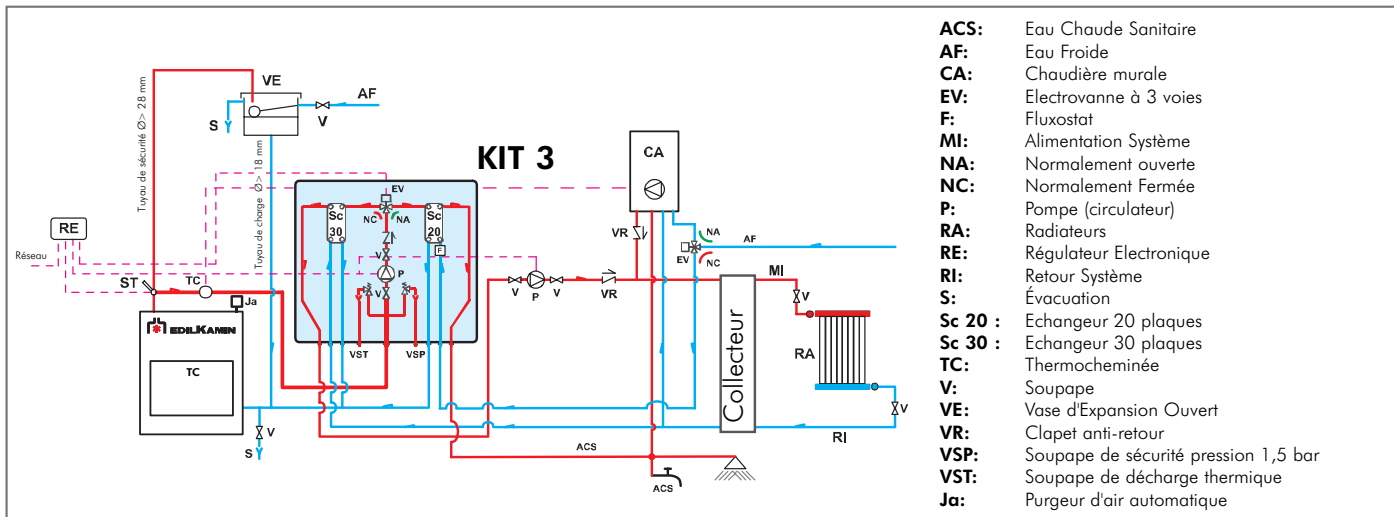 Tuyau de sécurité Ø> 28 mm
VE
AF
S
V
Tuyau de charge Ø> 18 mm
KIT 3
CA
EV
Sc
30
NC
NA
Sc
20
F
V
P
V
RE
Réseau
ST
TC
Ja
EDILKAMIN
TC
VST
VSP
V
S
VR
NA
EV
NC
AF
V
P
V
VR
MI
V
Collecteur
RA
V
RI
ACS
ACS
ACS: Eau Chaude Sanitaire
AF: Eau Froide
CA: Chaudière murale
EV: Electrovanne à 3 voies
F: Fluxostat
MI: Alimentation Système
NA: Normalement ouverte
NC: Normalement Fermée
P: Pompe (circulateur)
RA: Radiateurs
RE: Régulateur Electronique
RI: Retour Système
S: Évacuation
Sc 20 : Echangeur 20 plaques
Sc 30 : Echangeur 30 plaques
TC: Thermocheminée
V: Soupape
VE: Vase d'Expansion Ouvert
VR: Clapet anti-retour
VSP: Soupape de sécurité pression 1,5 bar
VST: Soupape de décharge thermique
Ja: Purgeur d'air automatique